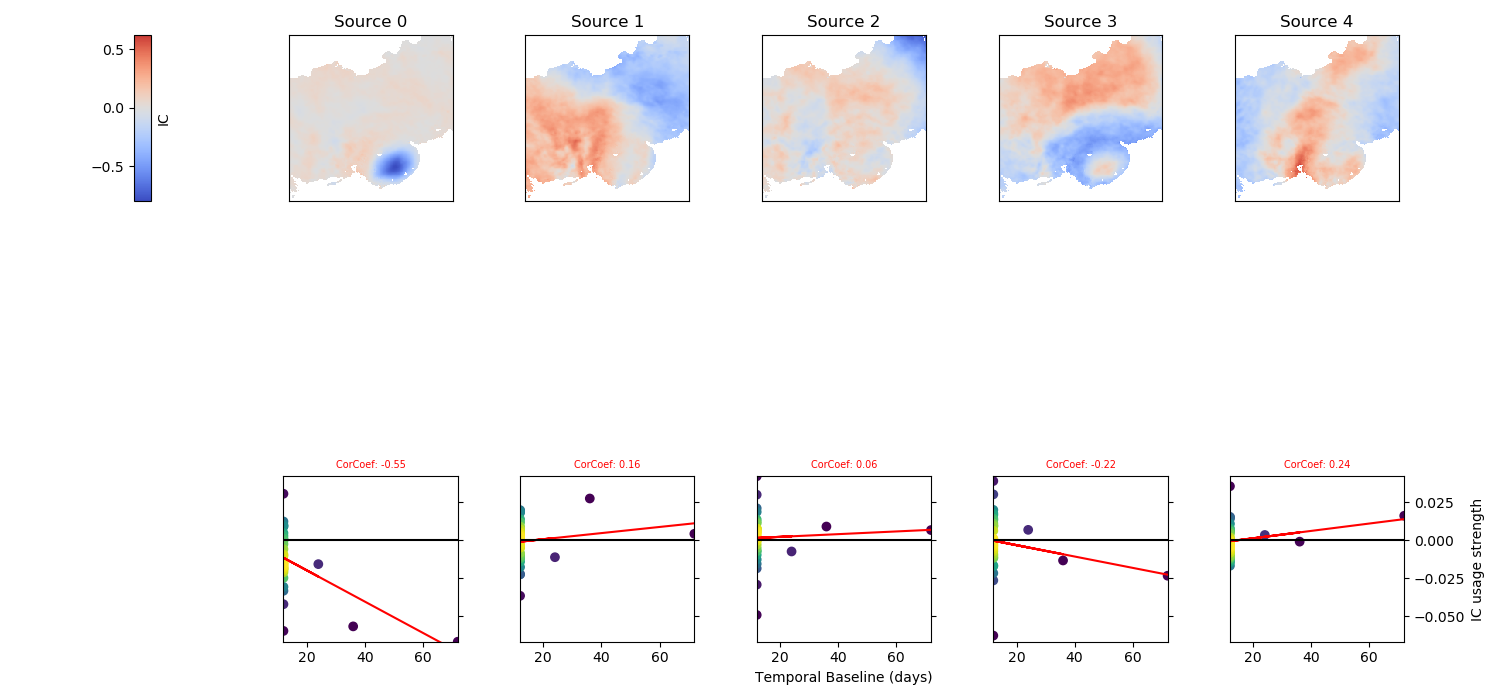 Source 0 Source 1 Source 2 Source 3 Source 4
0.5
0.0
−0.5
IC
CorCoef: -0.55 CorCoef: 0.16 CorCoef: 0.06 CorCoef: -0.22 CorCoef: 0.24
0.025
0.000
−0.025
−0.050
IC usage strength
20 40 60 20 40 60 20 40 60 20 40 60 20 40 60
Temporal Baseline (days)